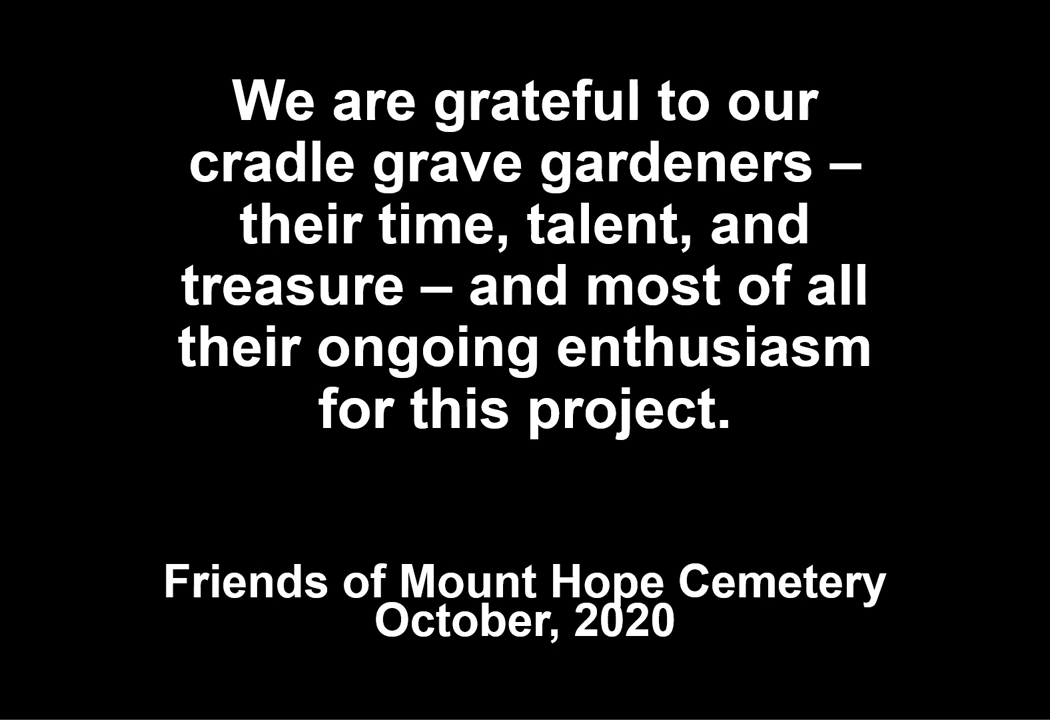 We are grateful to our
cradle grave gardeners –
their time, talent, and
treasure – and most of all
their ongoing enthusiasm
for this project.
Friends of Mount Hope Cemetery
October, 2020